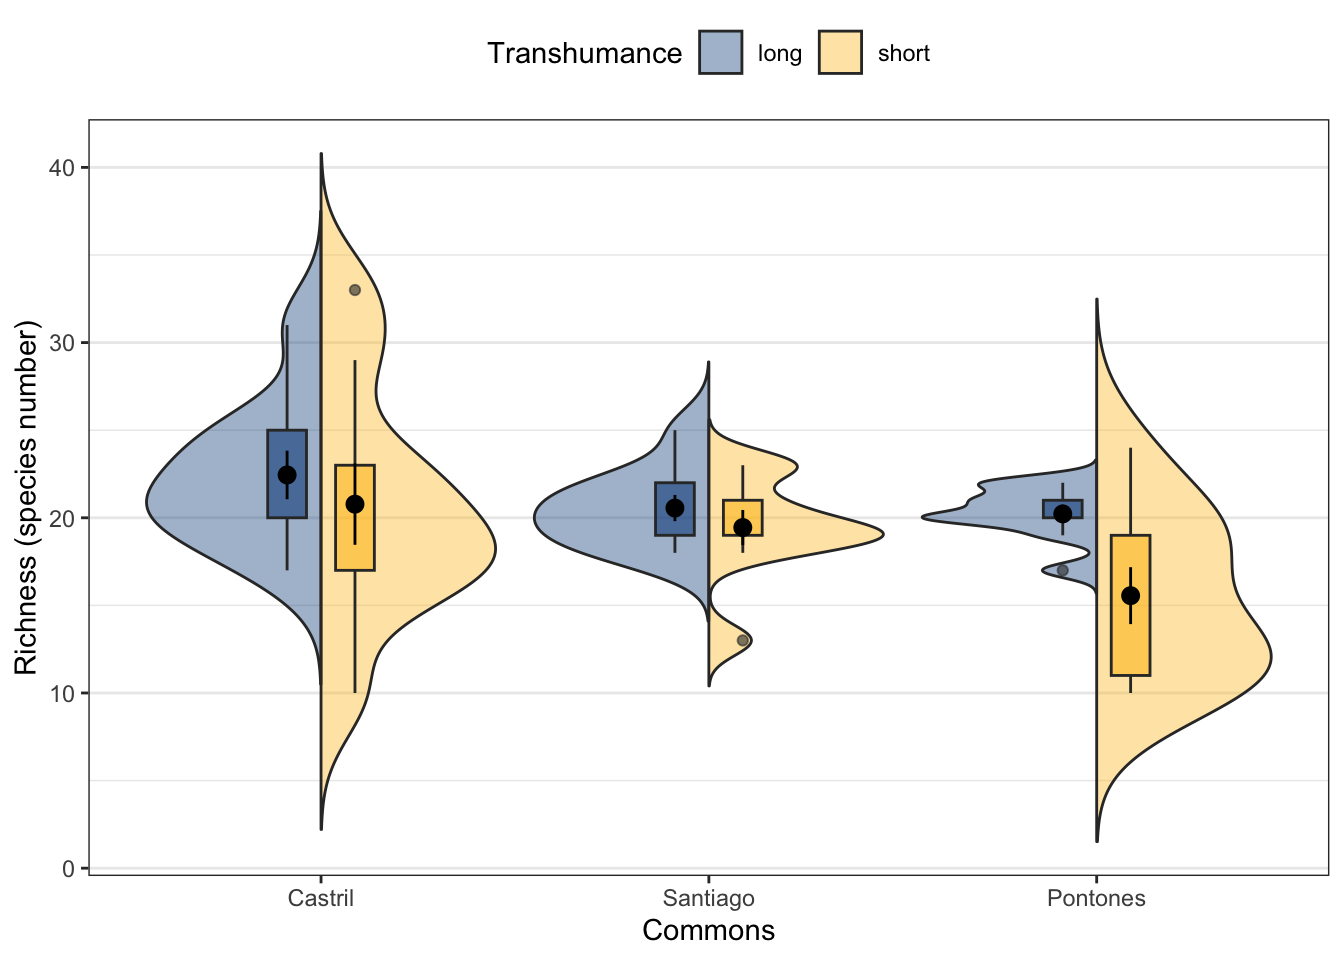 Transhumance long short
Richness (species number)
40
30
20
10
0
Castril Santiago Pontones
Commons